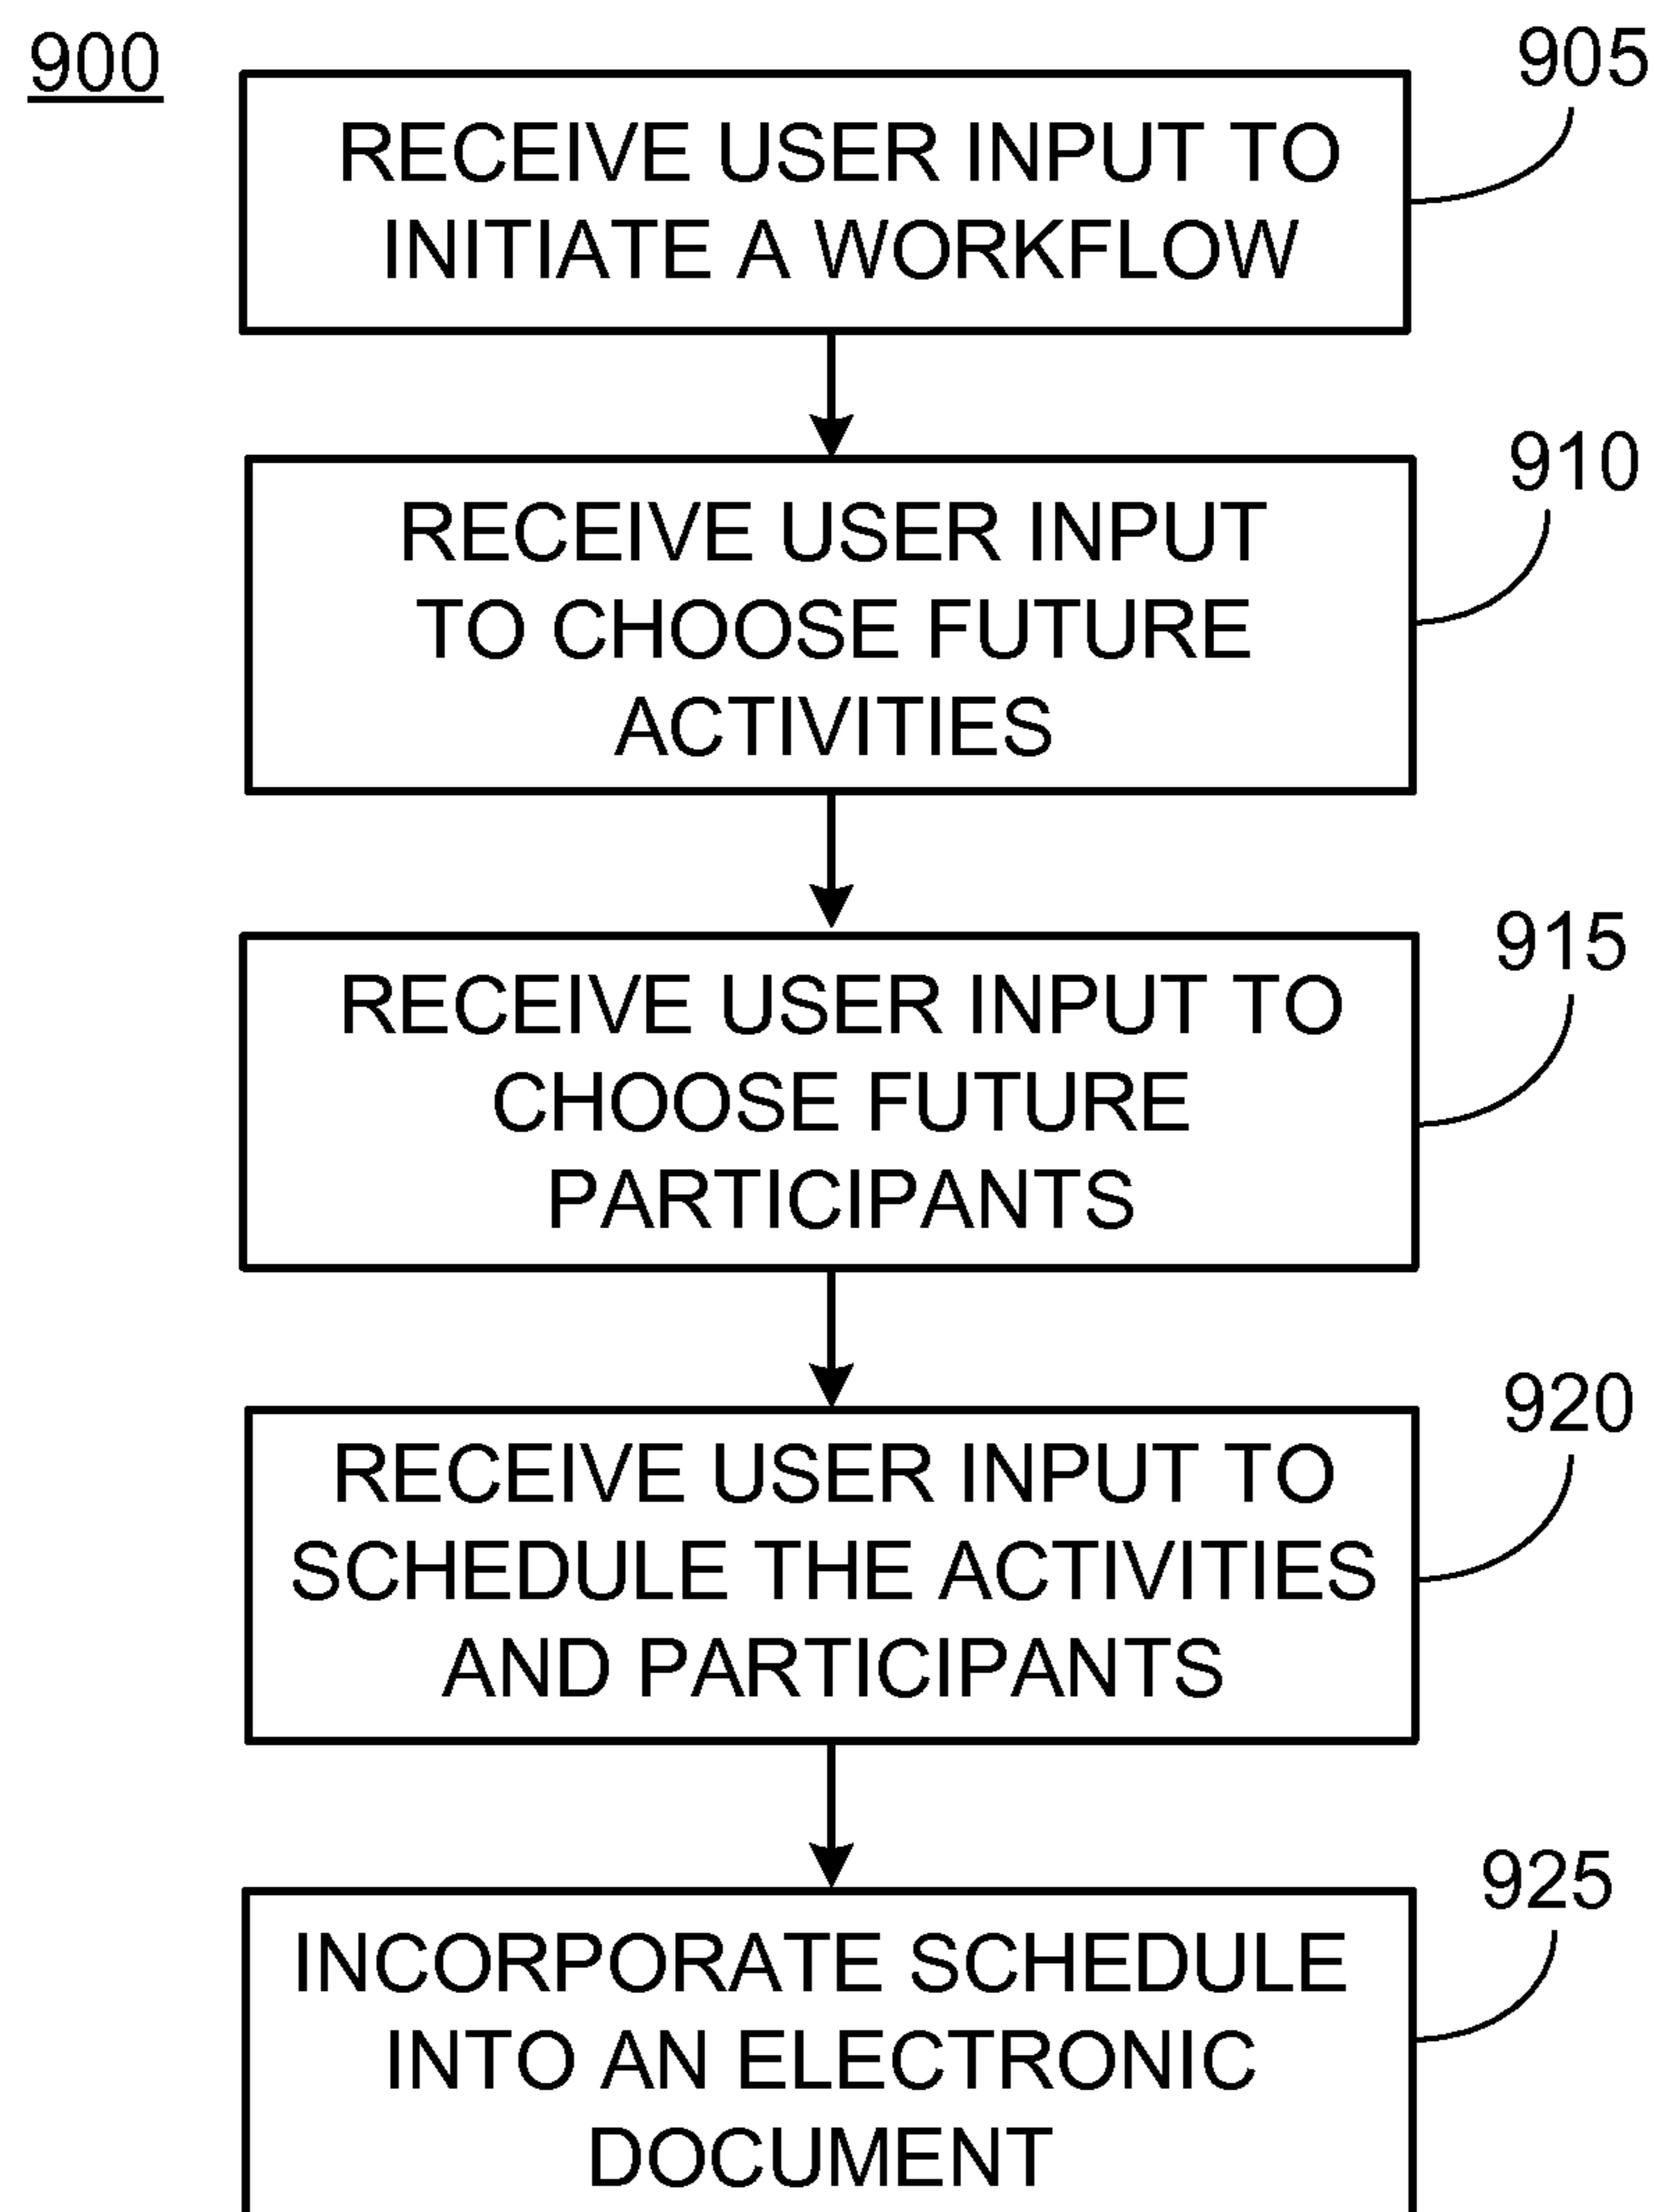 900
905
RECEIVE USER INPUT TO
INITIATE A WORKFLOW
910
RECEIVE USER INPUT
TO CHOOSE FUTURE
ACTIVITIES
915
RECEIVE USER INPUT TO
CHOOSE FUTURE
PARTICIPANTS
920
RECEIVE USER INPUT TO
SCHEDULE THE ACTIVITIES
AND PARTICIPANTS
925
INCORPORATE SCHEDULE
INTO AN ELECTRONIC
DOCUMENT